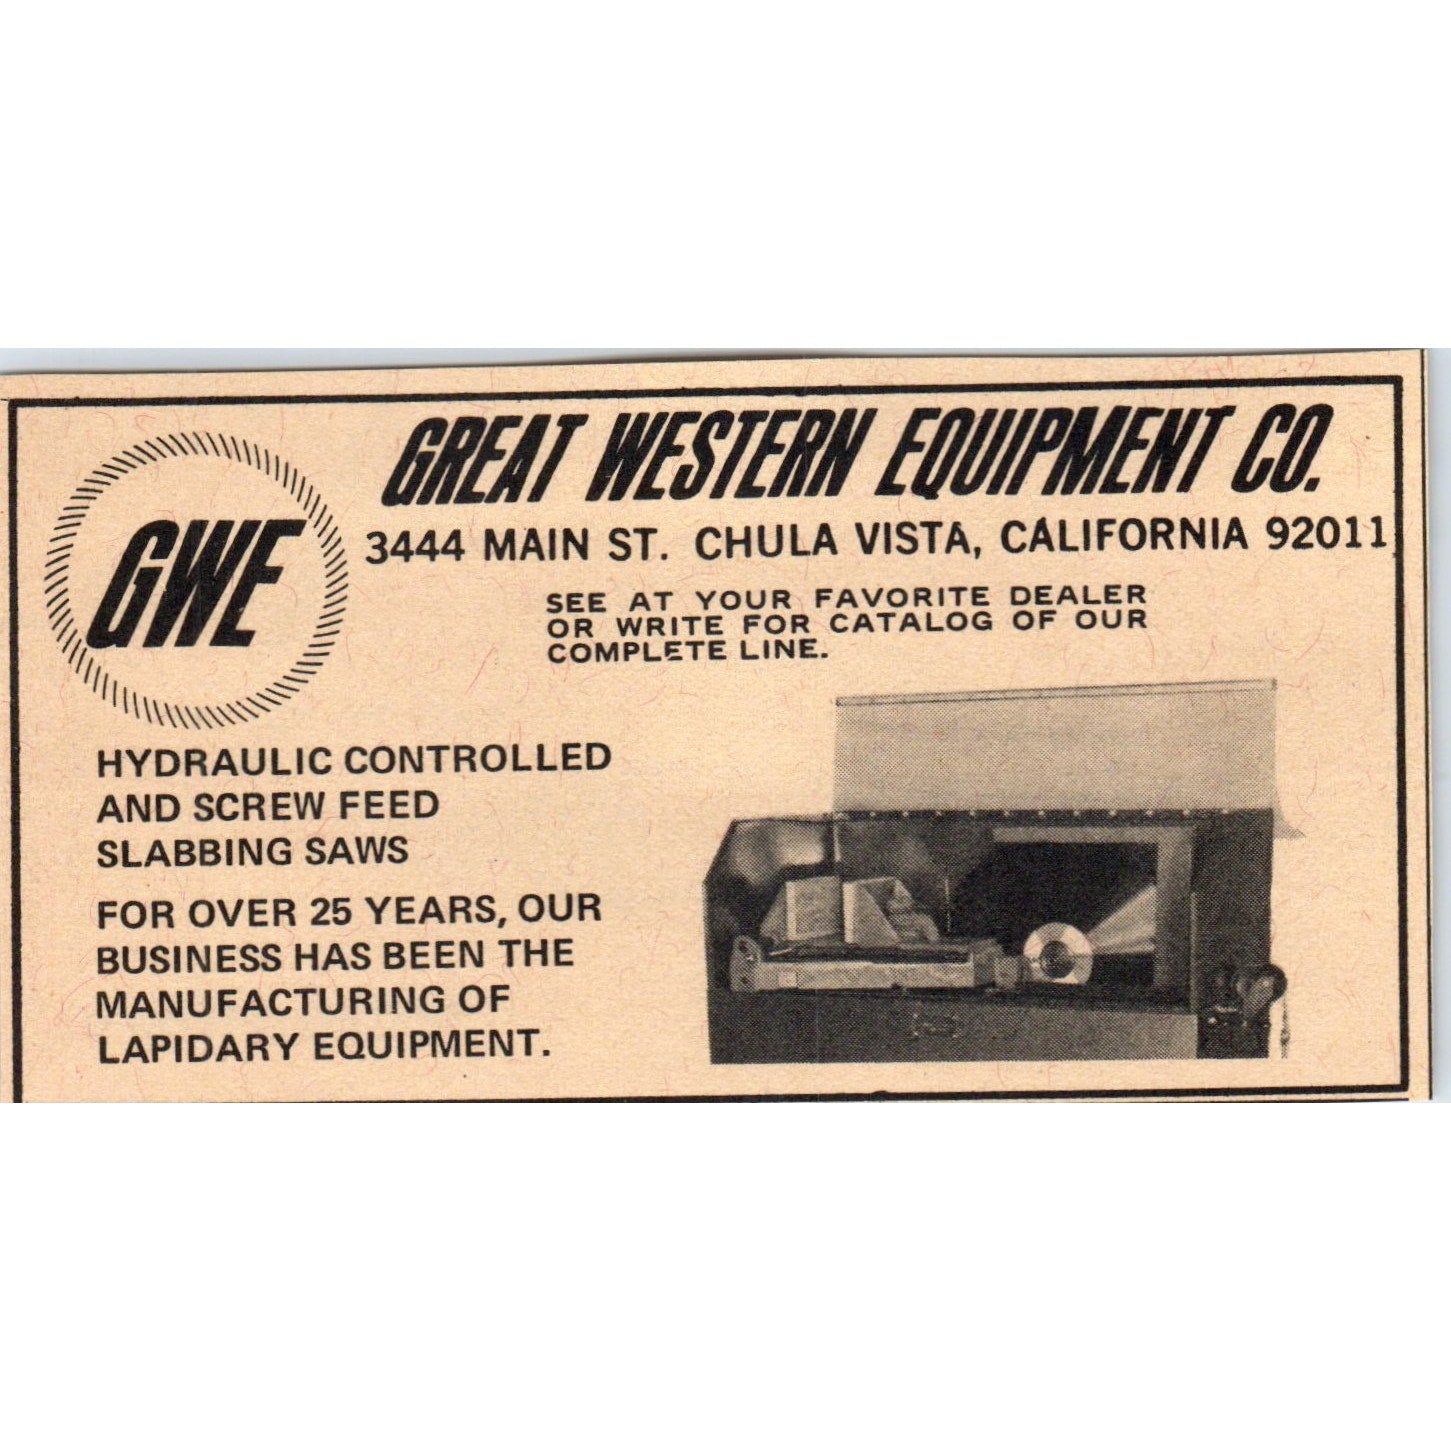 GREAT WESTERN EQUIPMENT CO.
GWE
3444 MAIN ST. CHULA VISTA, CALIFORNIA 92011
SEE AT YOUR FAVORITE DEALER
OR WRITE FOR CATALOG OF OUR
COMPLETE LINE.
HYDRAULIC CONTROLLED
AND SCREW FEED
SLABBING SAWS
FOR OVER 25 YEARS, OUR
BUSINESS HAS BEEN THE
MANUFACTURING OF
LAPIDARY EQUIPMENT.